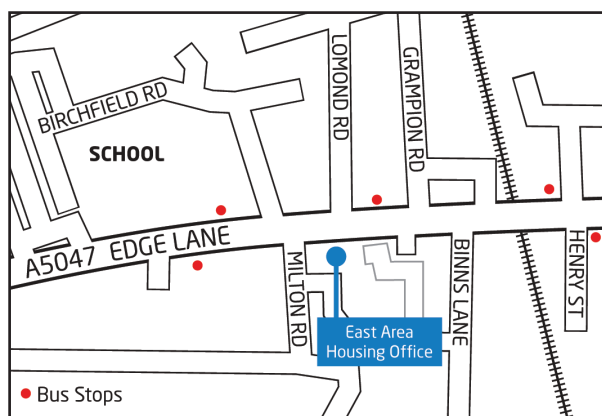 LOMOND RD
GRAMPION RD
BIRCHFIELD RD
SCHOOL
A5047 EDGE LANE
MILTON RD
BINNS LANE
HENRY ST
East Area
Housing Office
Bus Stops